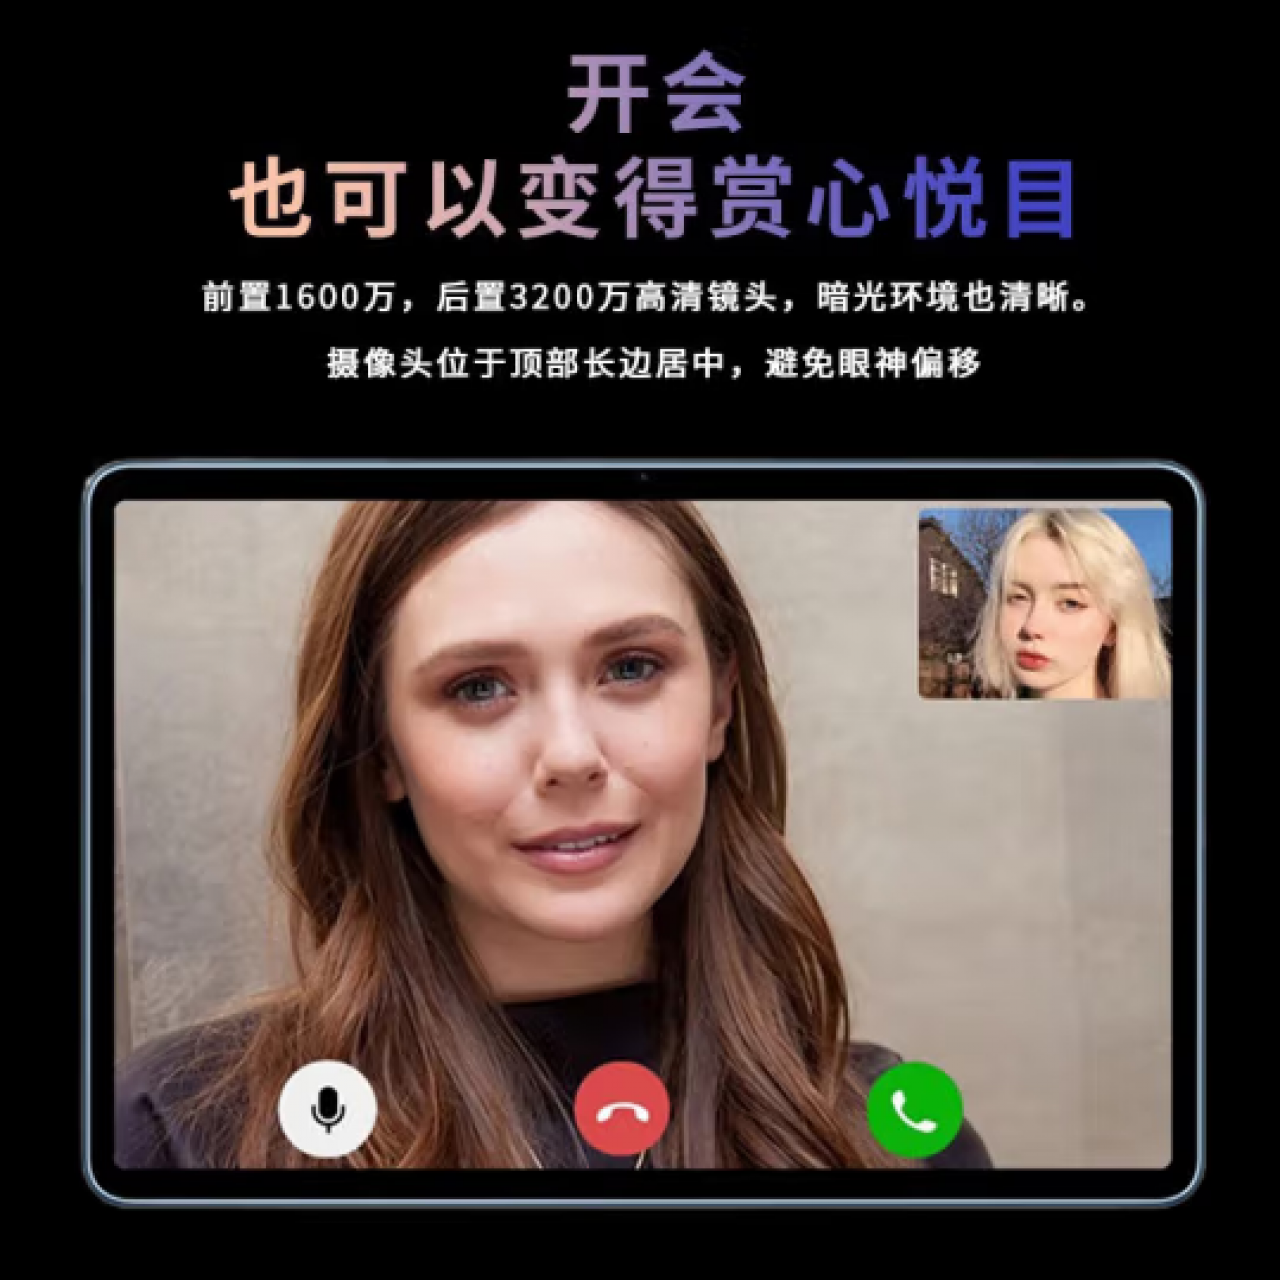 开会
也可以变得赏心悦目
前置1600万，后置3200万高清镜头，暗光环境也清晰。
摄像头位于顶部长边居中，避免眼神偏移